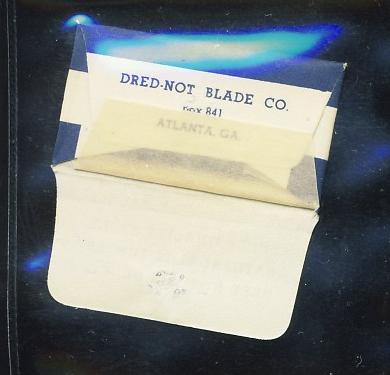 DRED-NOT BLADE CO.
BOX 841
ATLANTA, GA.